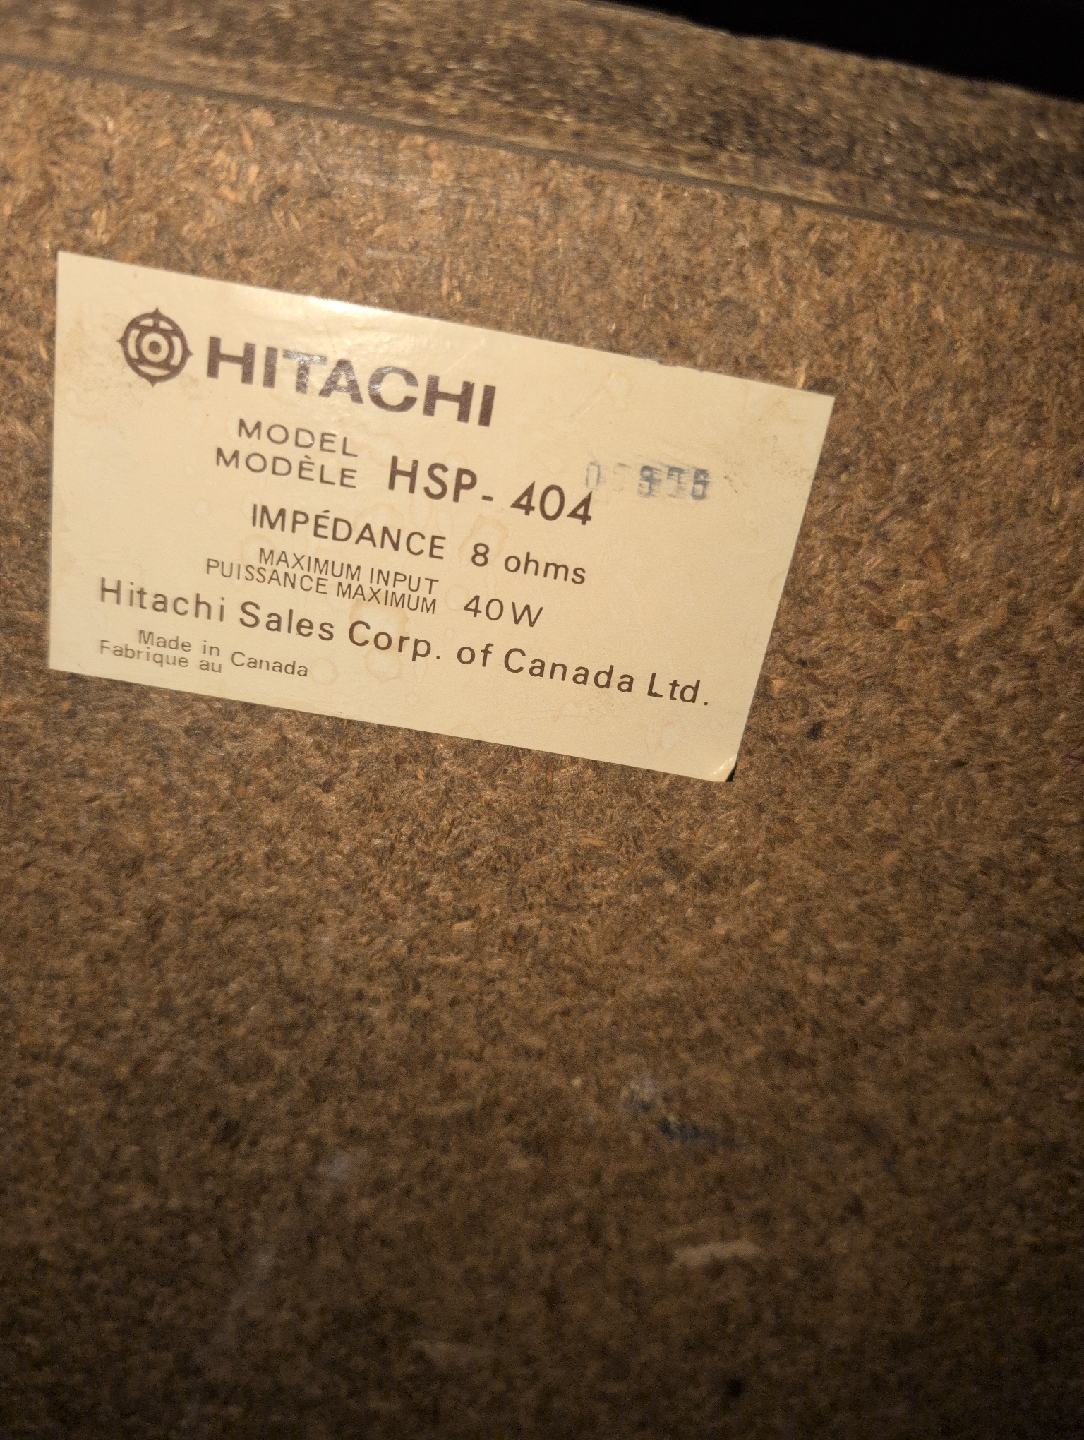 HITACHI
MODEL
MODÈLE HSP-404
IMPÉDANCE 8 ohms
MAXIMUM INPUT
PUISSANCE MAXIMUM 40W
Hitachi Sales Corp. of Canada Ltd.
Made in
Fabrique au Canada